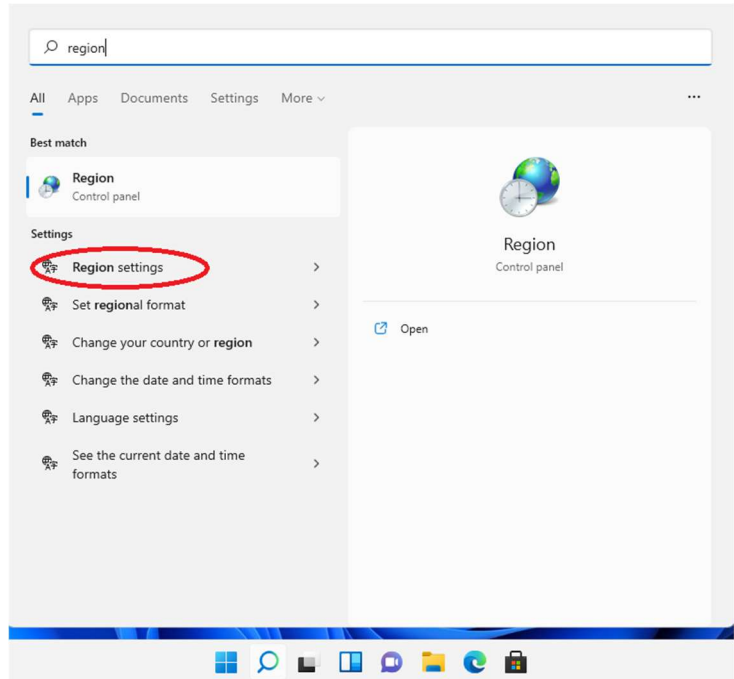 region
All Apps Documents Settings More
Best match
Region
Control panel
Settings
Region settings
Set regional format
Change your country or region
Change the date and time formats
Language settings
See the current date and time
formats
Region
Control panel
Open